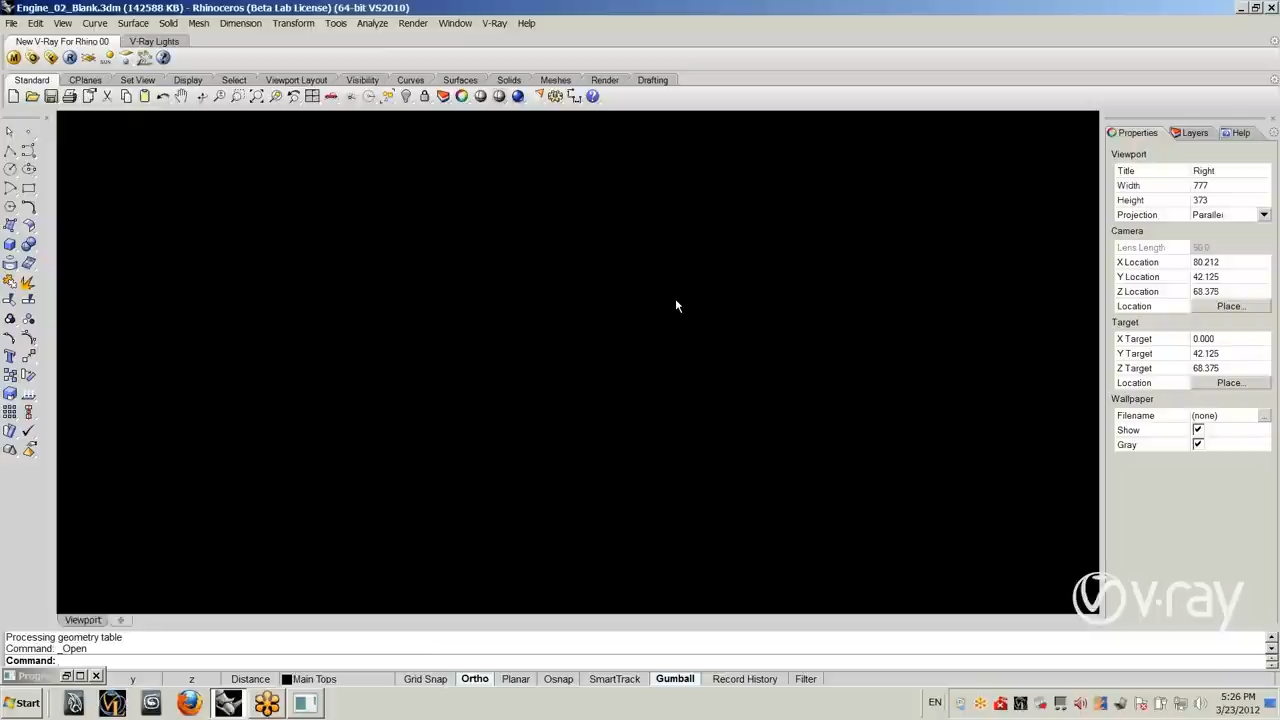 Engine_02_Blank.3dm (142588 KB) - Rhinoceros (Beta Lab License) (64-bit VS2010)
File Edit View Curve Surface Solid Mesh Dimension Transform Tools Analyze Render Window V-Ray Help
New V-Ray For Rhino 00 V-Ray Lights
Standard CPlanes Set View Display Select Viewport Layout Visibility Curves Surfaces Solids Meshes Render Drafting
Properties Layers Help
Viewport
Title Right
Width 777
Height 373
Projection Parallel
Camera
Lens Length 50.0
X Location 80.212
Y Location 42.125
Z Location 68.375
Location Place...
Target
X Target 0.000
Y Target 42.125
Z Target 68.375
Location Place...
Wallpaper
Filename (none) ...
Show
Gray
v·ray
Viewport
Processing geometry table
Command: _Open
Command:
y z Distance Main Tops Grid Snap Ortho Planar Osnap SmartTrack Gumball Record History Filter
Start
EN
5:26 PM
3/23/2012